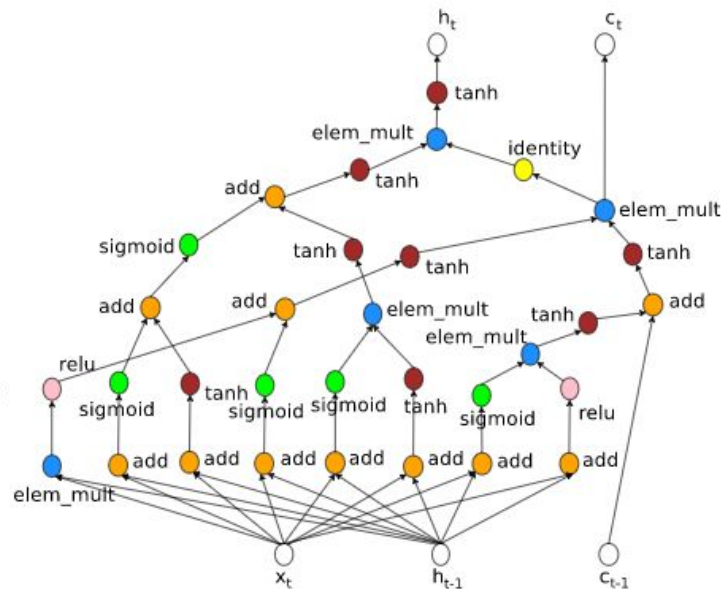 h_t c_t
tanh
elem_mult
identity
tanh
add
elem_mult
sigmoid
tanh
tanh
tanh
add
add
elem_mult
add
tanh
elem_mult
relu
sigmoid
tanh
sigmoid
sigmoid
tanh
sigmoid
relu
elem_mult
add
add
add
add
add
add
add
x_t h_t-1 c_t-1